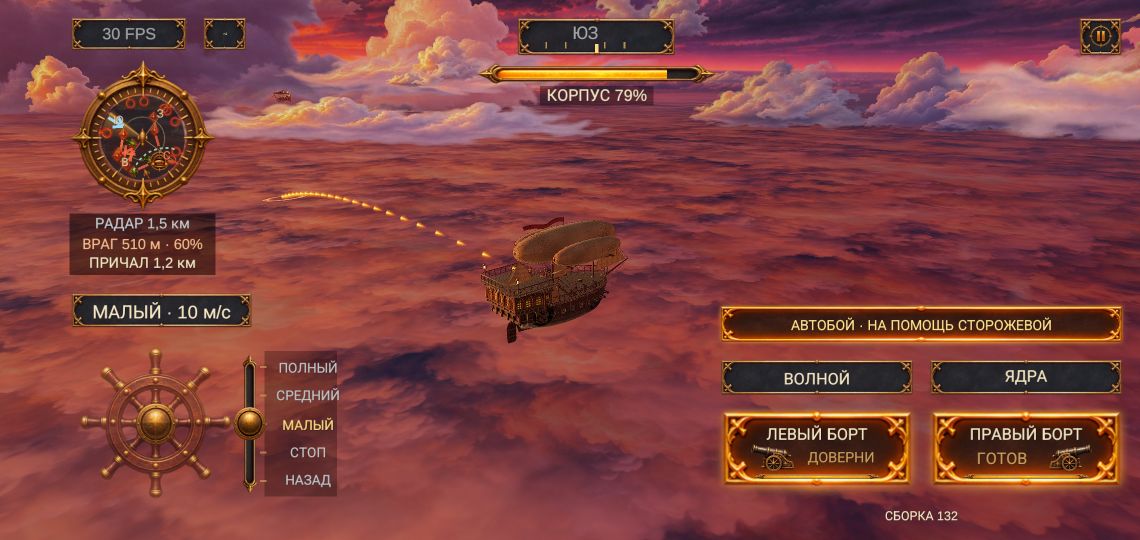 30 FPS
ЮЗ
КОРПУС 79%
З
В
РАДАР 1,5 км
ВРАГ 510 м · 60%
ПРИЧАЛ 1,2 км
МАЛЫЙ · 10 м/с
ПОЛНЫЙ
СРЕДНИЙ
МАЛЫЙ
СТОП
НАЗАД
АВТОБОЙ · НА ПОМОЩЬ СТОРОЖЕВОЙ
ВОЛНОЙ
ЯДРА
ЛЕВЫЙ БОРТ
ДОВЕРНИ
ПРАВЫЙ БОРТ
ГОТОВ
СБОРКА 132